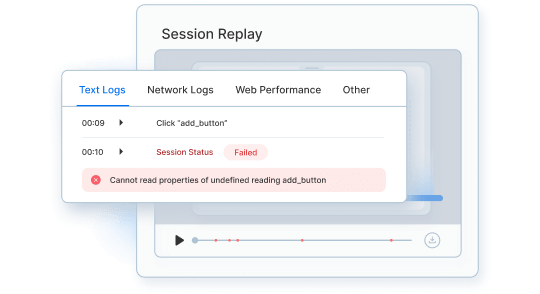 Session Replay
Text Logs Network Logs Web Performance Other
00:09 Click "add_button"
00:10 Session Status Failed
Cannot read properties of undefined reading add_button